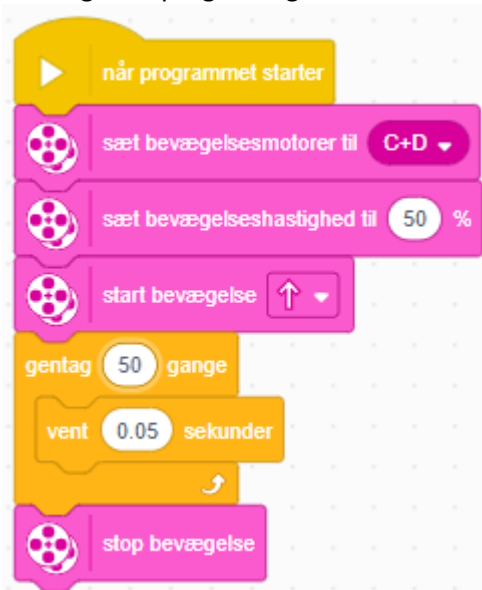 når programmet starter
sæt bevægelsesmotorer til C+D
sæt bevægelseshastighed til 50 %
start bevægelse
gentag 50 gange
vent 0.05 sekunder
stop bevægelse